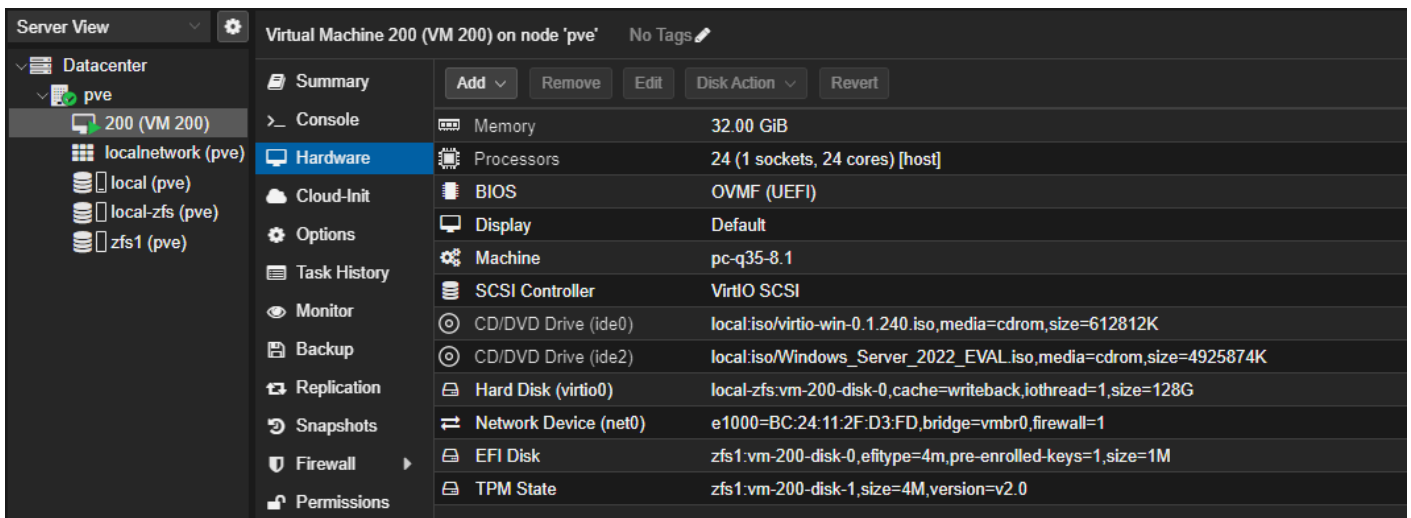 Server View
Datacenter
pve
200 (VM 200)
localnetwork (pve)
local (pve)
local-zfs (pve)
zfs1 (pve)
Virtual Machine 200 (VM 200) on node 'pve' No Tags
Summary
Console
Hardware
Cloud-Init
Options
Task History
Monitor
Backup
Replication
Snapshots
Firewall
Permissions
Add Remove Edit Disk Action Revert
Memory 32.00 GiB
Processors 24 (1 sockets, 24 cores) [host]
BIOS OVMF (UEFI)
Display Default
Machine pc-q35-8.1
SCSI Controller VirtIO SCSI
CD/DVD Drive (ide0) local:iso/virtio-win-0.1.240.iso,media=cdrom,size=612812K
CD/DVD Drive (ide2) local:iso/Windows_Server_2022_EVAL.iso,media=cdrom,size=4925874K
Hard Disk (virtio0) local-zfs:vm-200-disk-0,cache=writeback,iothread=1,size=128G
Network Device (net0) e1000=BC:24:11:2F:D3:FD,bridge=vmbr0,firewall=1
EFI Disk zfs1:vm-200-disk-0,efitype=4m,pre-enrolled-keys=1,size=1M
TPM State zfs1:vm-200-disk-1,size=4M,version=v2.0